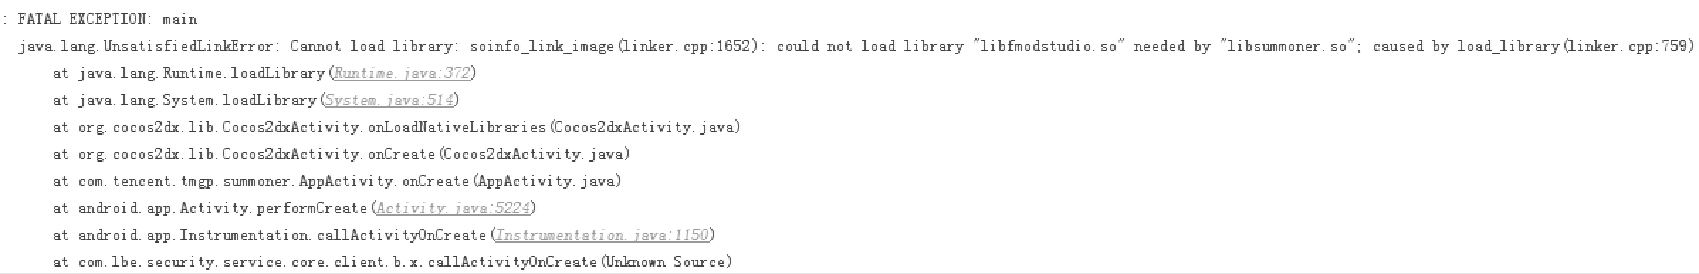 : FATAL EXCEPTION: main
java.lang.UnsatisfiedLinkError: Cannot load library: soinfo_link_image(linker.cpp:1652): could not load library "libfmodstudio.so" needed by "libsummoner.so"; caused by load_library(linker.cpp:759)
at java.lang.Runtime.loadLibrary(Runtime.java:372)
at java.lang.System.loadLibrary(System.java:514)
at org.cocos2dx.lib.Cocos2dxActivity.onLoadNativeLibraries(Cocos2dxActivity.java)
at org.cocos2dx.lib.Cocos2dxActivity.onCreate(Cocos2dxActivity.java)
at com.tencent.tmgp.summoner.AppActivity.onCreate(AppActivity.java)
at android.app.Activity.performCreate(Activity.java:5224)
at android.app.Instrumentation.callActivityOnCreate(Instrumentation.java:1150)
at com.lbe.security.service.core.client.b.x.callActivityOnCreate(Unknown Source)